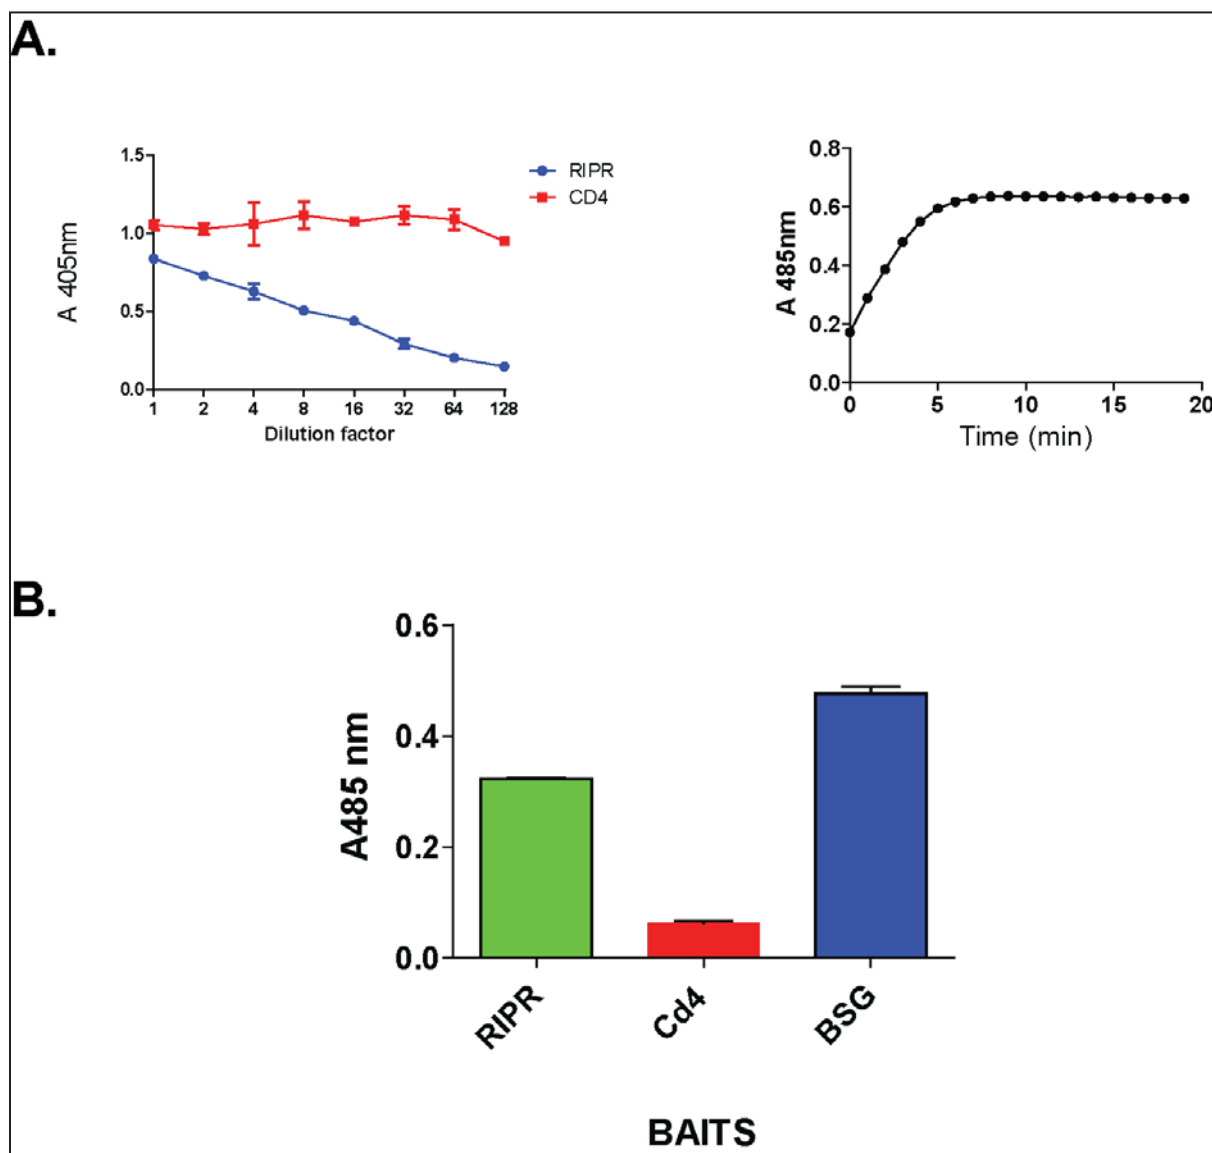 A.
1.5
1.0
0.5
0.0
A 405nm
1 2 4 8 16 32 64 128
Dilution factor
RIPR
CD4
0.8
0.6
0.4
0.2
0.0
A 485nm
0 5 10 15 20
Time (min)
B.
0.6
0.4
0.2
0.0
A485 nm
RIPR
Cd4
BSG
BAITS